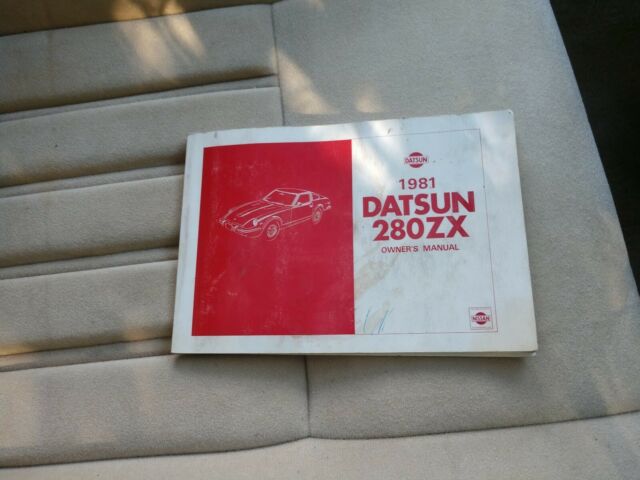 DATSUN
1981
DATSUN
280ZX
OWNER'S MANUAL
NISSAN